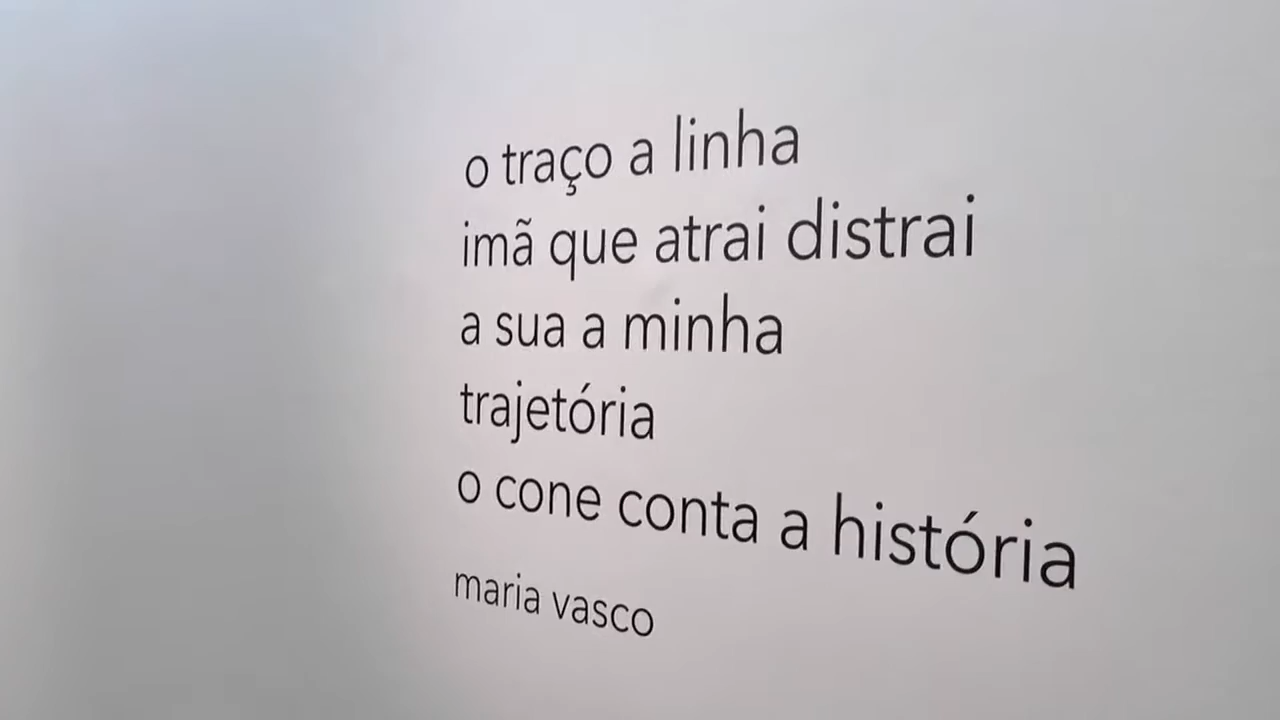 o traço a linha
imã que atrai distrai
a sua a minha
trajetória
o cone conta a história
maria vasco